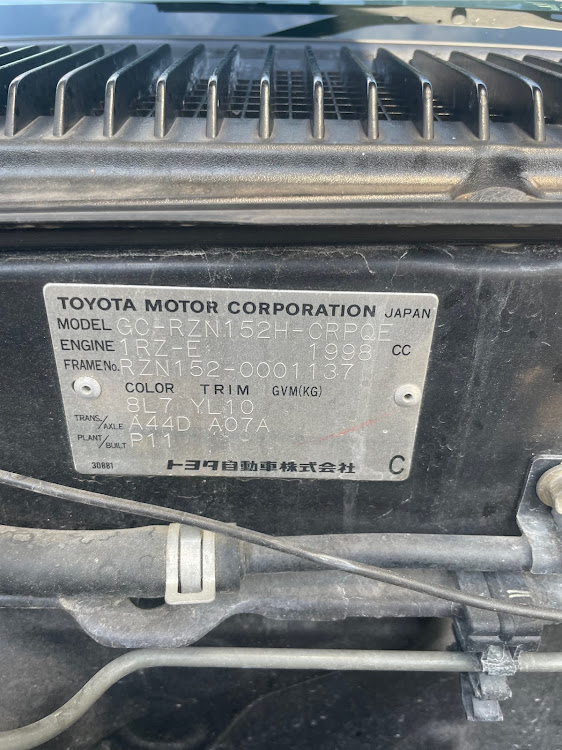 TOYOTA MOTOR CORPORATION JAPAN
MODEL GC-RZN152H-CRPQE
ENGINE 1RZ-E 1998 CC
FRAME No. RZN152-0001137
COLOR TRIM GVM(KG)
8L7 YL10
TRANS./AXLE A44D A07A
PLANT/BUILT P11
30881 トヨタ自動車株式会社 C